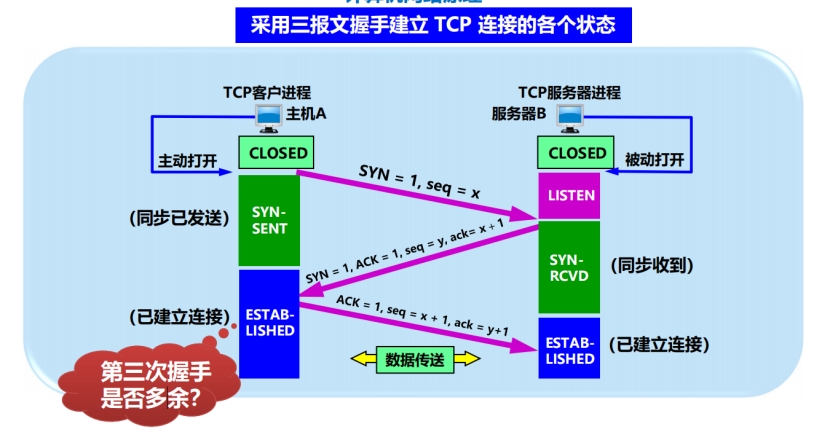 采用三报文握手建立 TCP 连接的各个状态
TCP客户进程
主机A
TCP服务器进程
服务器B
CLOSED
CLOSED
主动打开
被动打开
SYN = 1, seq = x
LISTEN
(同步已发送)
SYN-
SENT
SYN = 1, ACK = 1, seq = y, ack= x + 1
SYN-
RCVD
(同步收到)
(已建立连接)
ESTAB-
LISHED
ACK = 1, seq = x + 1, ack = y+1
ESTAB-
LISHED
(已建立连接)
数据传送
第三次握手
是否多余?